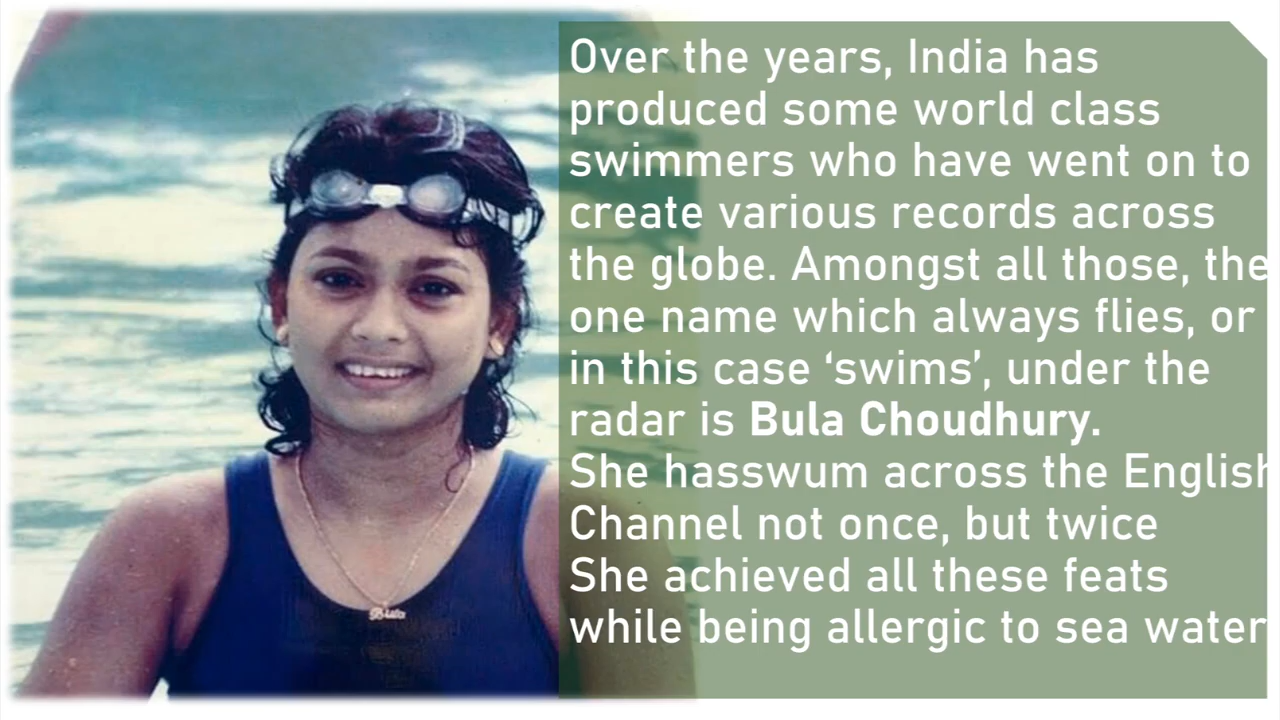 Over the years, India has
produced some world class
swimmers who have went on to
create various records across
the globe. Amongst all those, the
one name which always flies, or
in this case ‘swims’, under the
radar is Bula Choudhury.
She hasswum across the English
Channel not once, but twice
She achieved all these feats
while being allergic to sea water
Bula